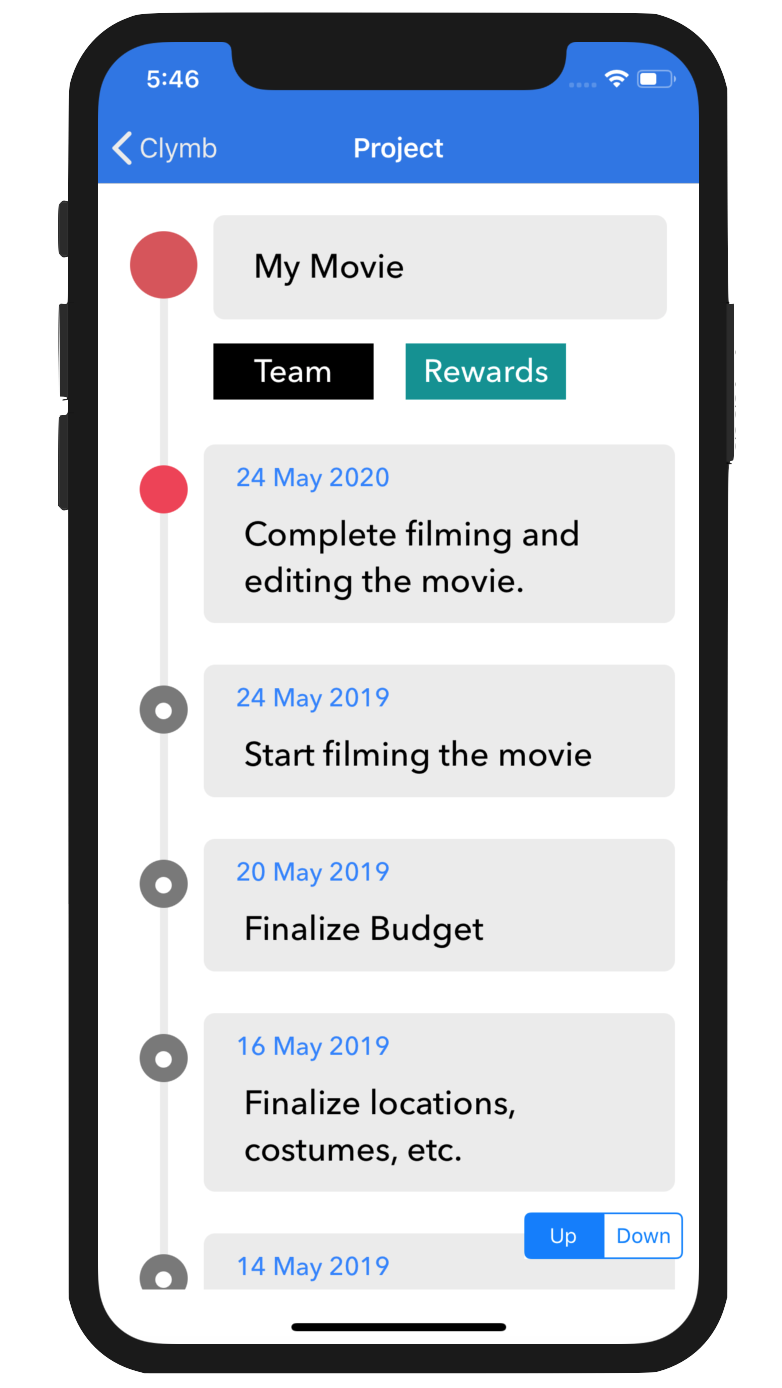 5:46
Clymb
Project
My Movie
Team
Rewards
24 May 2020
Complete filming and
editing the movie.
24 May 2019
Start filming the movie
20 May 2019
Finalize Budget
16 May 2019
Finalize locations,
costumes, etc.
Up
Down
14 May 2019